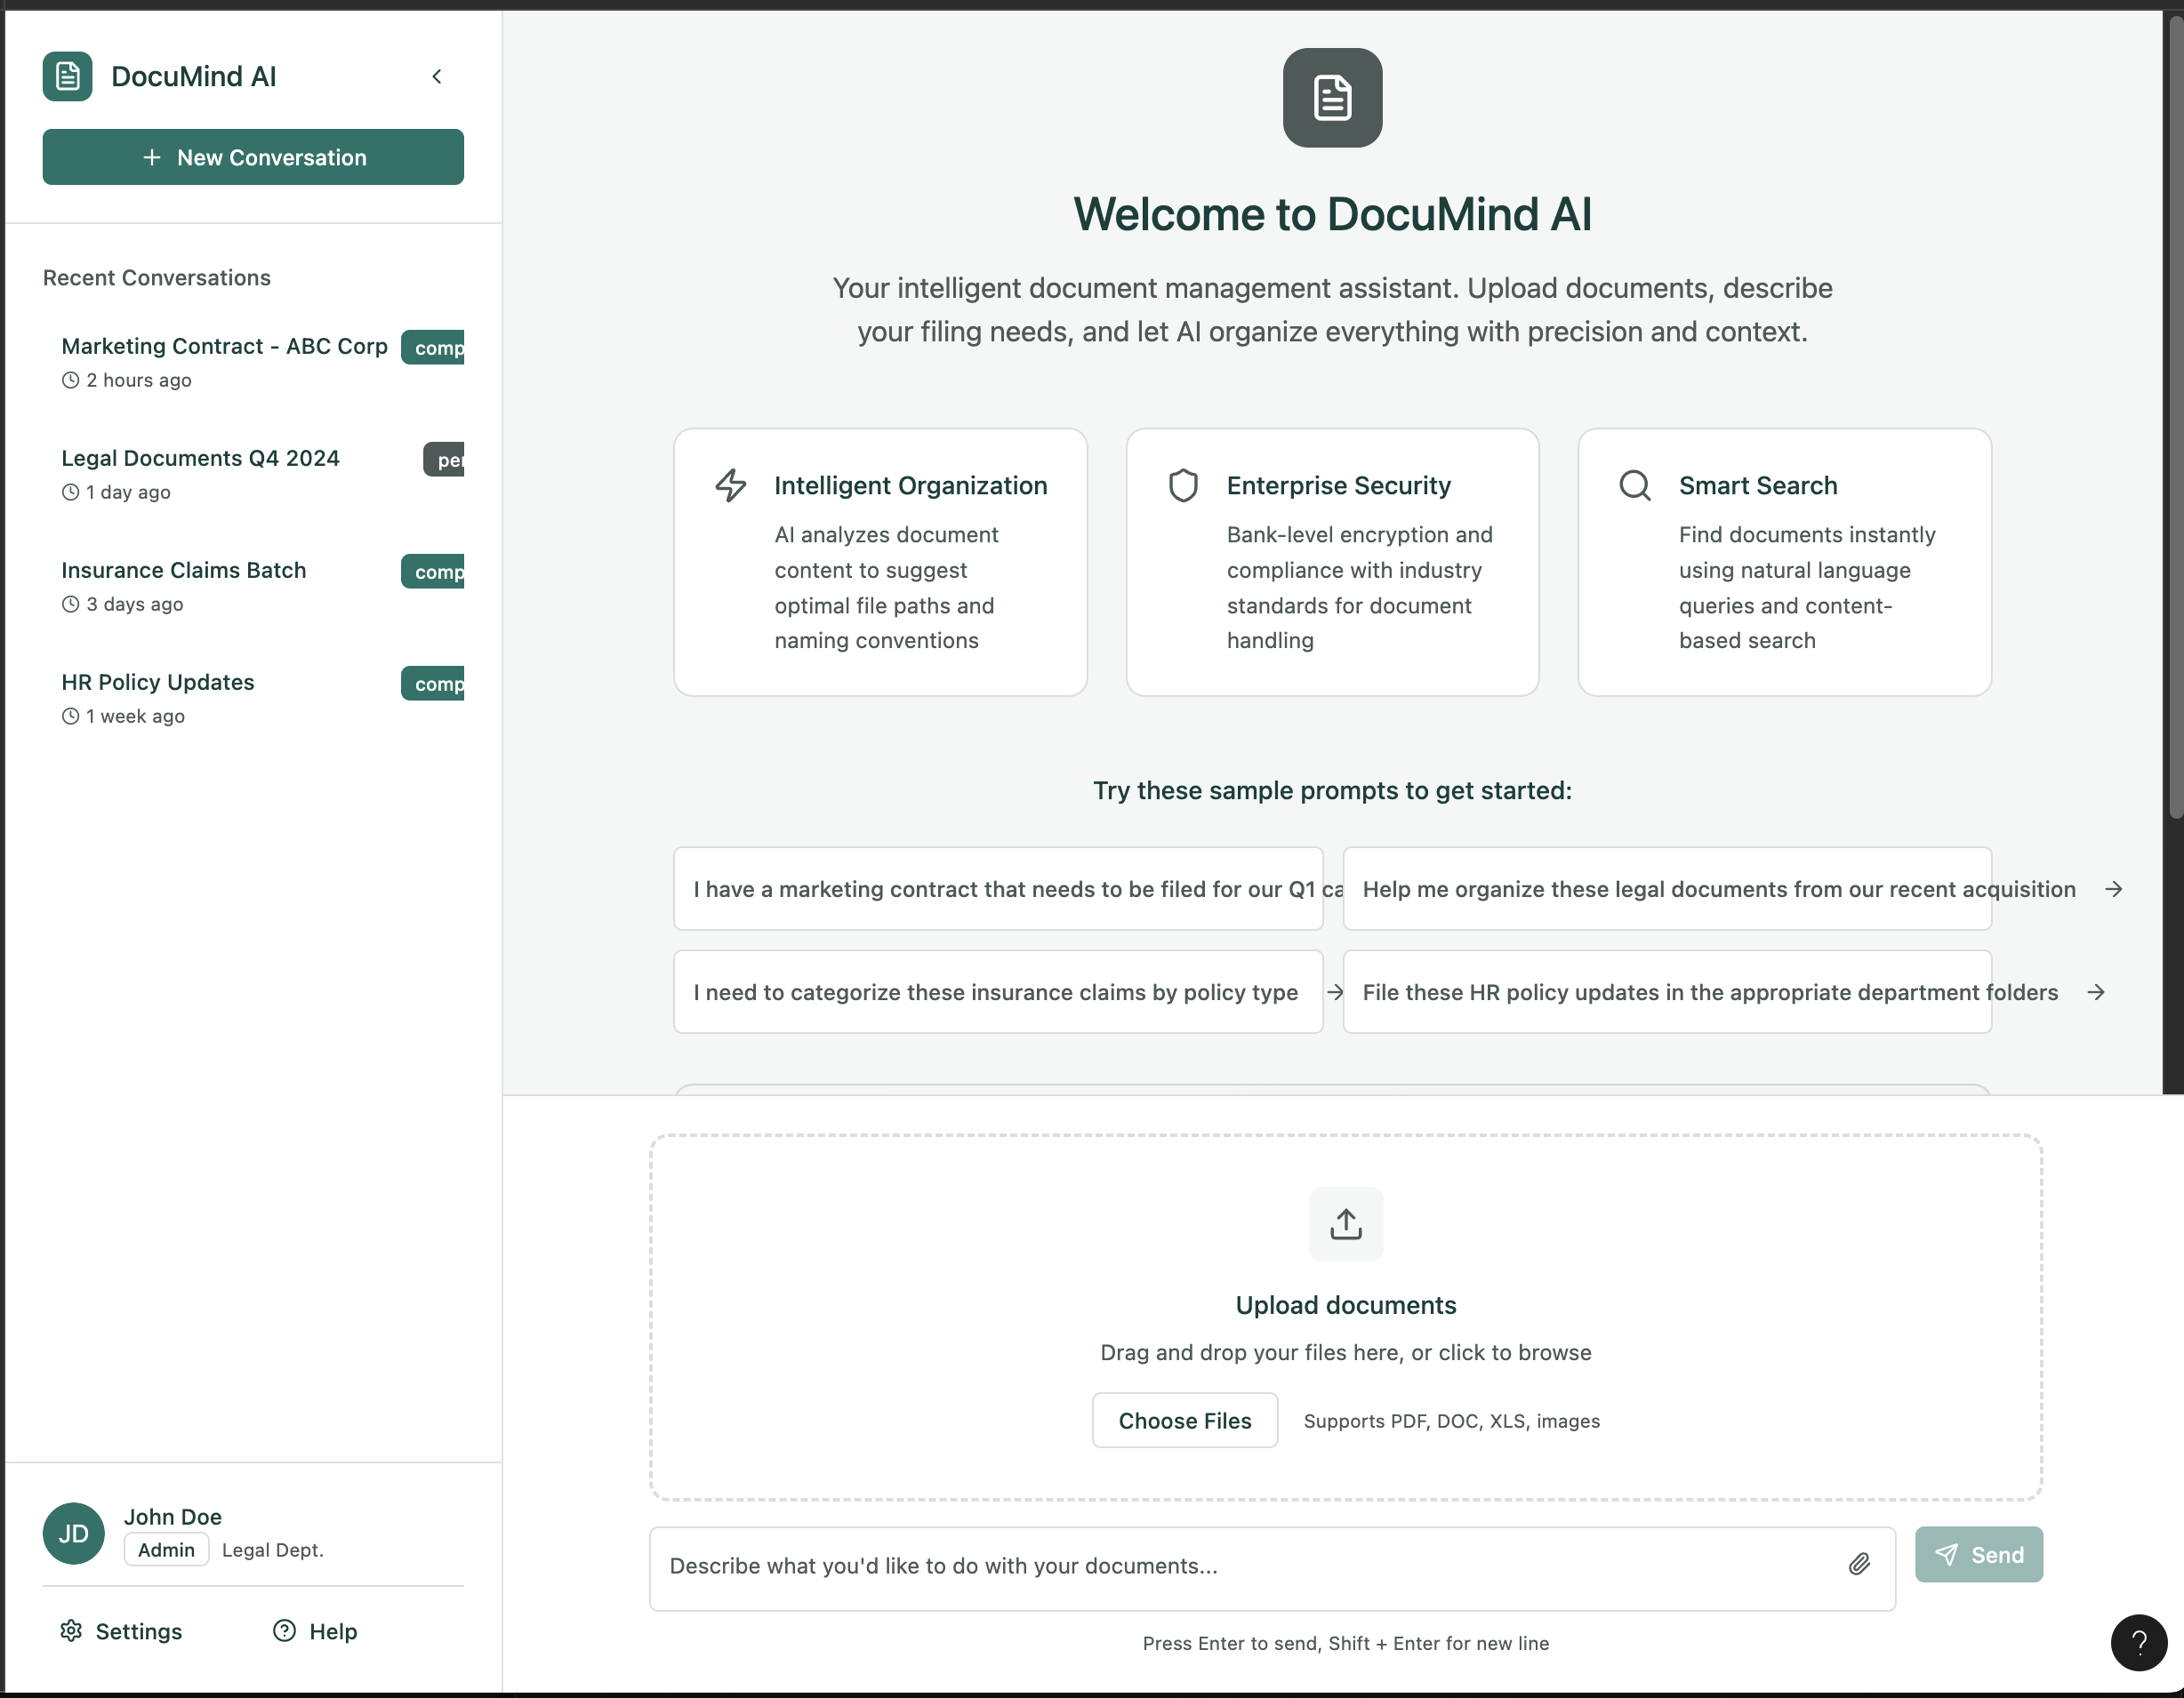 DocuMind AI
New Conversation
Recent Conversations
Marketing Contract - ABC Corp
comp
2 hours ago
Legal Documents Q4 2024
per
1 day ago
Insurance Claims Batch
comp
3 days ago
HR Policy Updates
comp
1 week ago
JD
John Doe
Admin
Legal Dept.
Settings
Help
Welcome to DocuMind AI
Your intelligent document management assistant. Upload documents, describe
your filing needs, and let AI organize everything with precision and context.
Intelligent Organization
AI analyzes document
content to suggest
optimal file paths and
naming conventions
Enterprise Security
Bank-level encryption and
compliance with industry
standards for document
handling
Smart Search
Find documents instantly
using natural language
queries and content-
based search
Try these sample prompts to get started:
I have a marketing contract that needs to be filed for our Q1 ca
Help me organize these legal documents from our recent acquisition
I need to categorize these insurance claims by policy type
File these HR policy updates in the appropriate department folders
Upload documents
Drag and drop your files here, or click to browse
Choose Files
Supports PDF, DOC, XLS, images
Describe what you'd like to do with your documents...
Send
Press Enter to send, Shift + Enter for new line
?